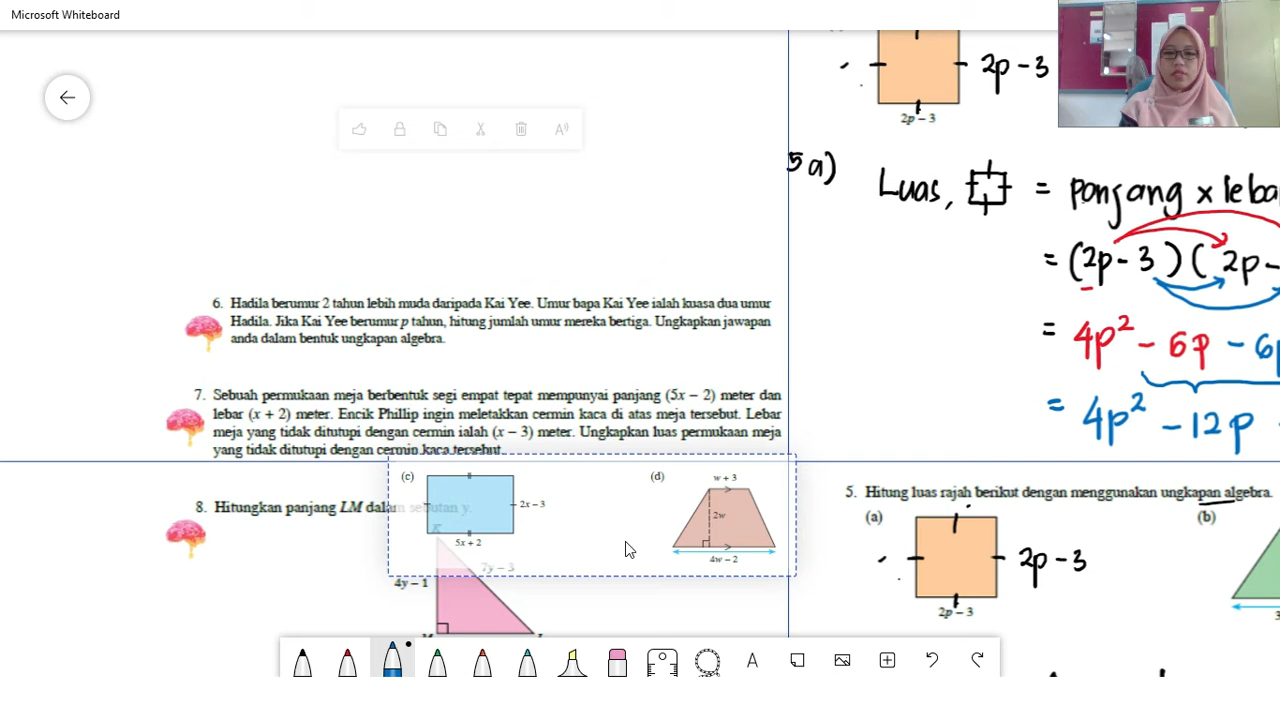 Microsoft Whiteboard
2p - 3
2p - 3
5a)
Luas, = panjang x leba
= (2p - 3) ( 2p -
= 4p² - 6p - 6p
= 4p² - 12p
6. Hadila berumur 2 tahun lebih muda daripada Kai Yee. Umur bapa Kai Yee ialah kuasa dua umur
Hadila. Jika Kai Yee berumur p tahun, hitung jumlah umur mereka bertiga. Ungkapkan jawapan
anda dalam bentuk ungkapan algebra.
7. Sebuah permukaan meja berbentuk segi empat tepat mempunyai panjang (5x – 2) meter dan
lebar (x + 2) meter. Encik Phillip ingin meletakkan cermin kaca di atas meja tersebut. Lebar
meja yang tidak ditutupi dengan cermin ialah (x – 3) meter. Ungkapkan luas permukaan meja
yang tidak ditutupi dengan cermin kaca tersebut.
(c)
2x – 3
5x + 2
(d)
w + 3
2w
4w – 2
8. Hitungkan panjang LM dalam sebutan y.
K
7y – 3
4y – 1
5. Hitung luas rajah berikut dengan menggunakan ungkapan algebra.
(a)
2p - 3
2p – 3
(b)
A